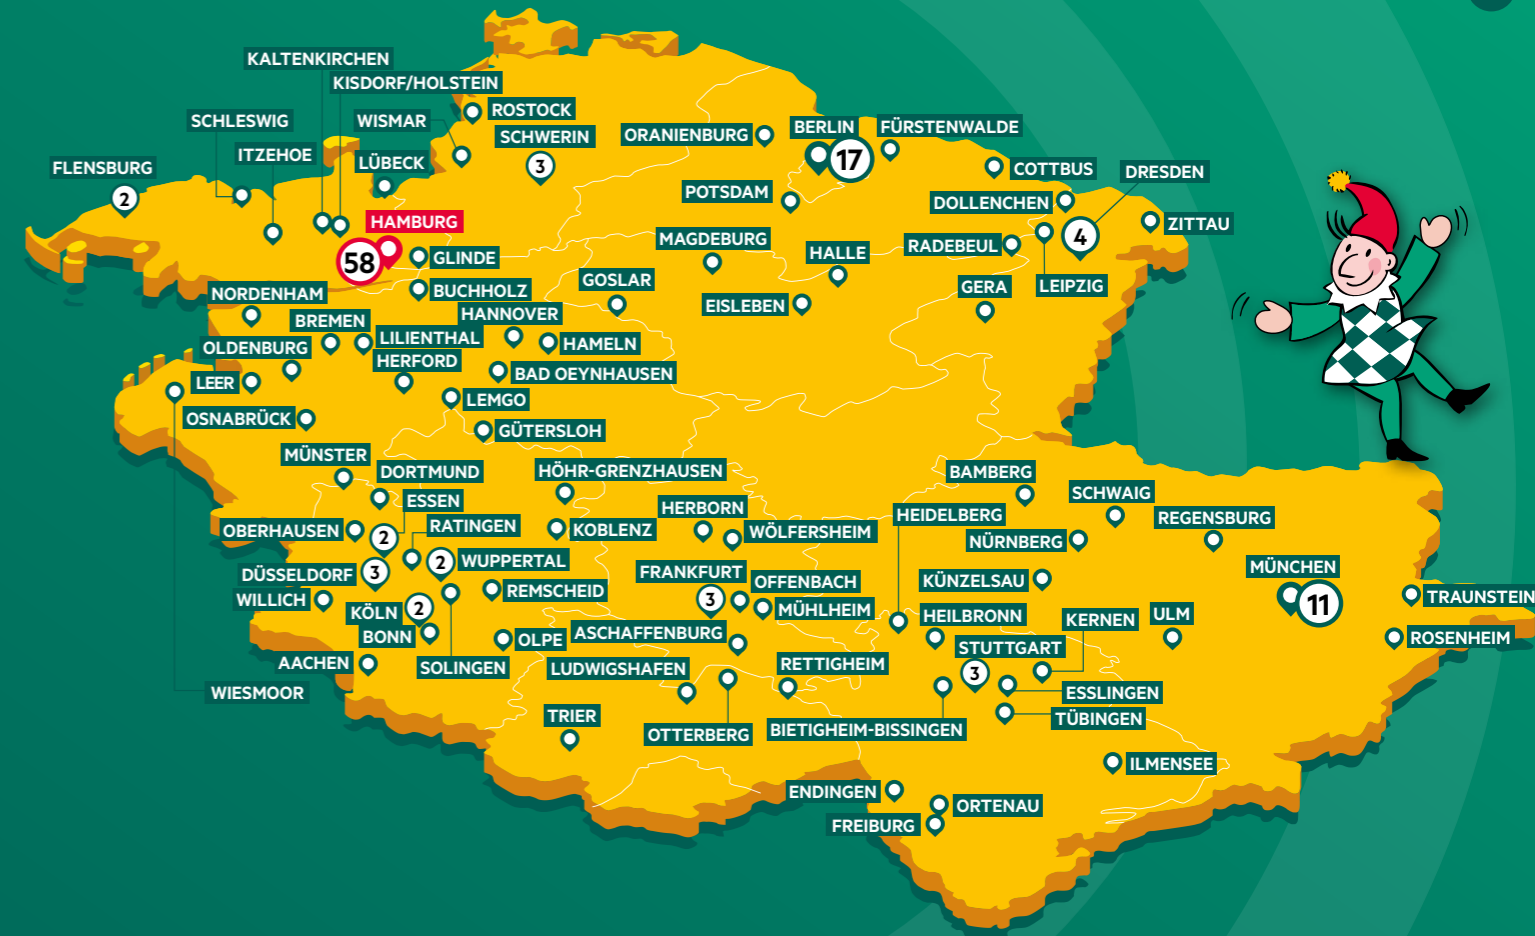 KALTENKIRCHEN
KISDORF/HOLSTEIN
ROSTOCK
SCHLESWIG
WISMAR
SCHWERIN
3
ORANIENBURG
BERLIN
17
FÜRSTENWALDE
ITZEHOE
LÜBECK
FLENSBURG
2
COTTBUS
DRESDEN
4
POTSDAM
DOLLENCHEN
HAMBURG
58
ZITTAU
MAGDEBURG
HALLE
RADEBEUL
GLINDE
GOSLAR
LEIPZIG
GERA
BUCHHOLZ
NORDENHAM
EISLEBEN
HANNOVER
BREMEN
LILIENTHAL
HAMELN
OLDENBURG
HERFORD
BAD OEYNHAUSEN
LEER
LEMGO
OSNABRÜCK
GÜTERSLOH
MÜNSTER
DORTMUND
HÖHR-GRENZHAUSEN
BAMBERG
ESSEN
2
SCHWAIG
HERBORN
HEIDELBERG
REGENSBURG
RATINGEN
OBERHAUSEN
KOBLENZ
WÖLFERSHEIM
NÜRNBERG
2
WUPPERTAL
MÜNCHEN
11
DÜSSELDORF
3
FRANKFURT
3
OFFENBACH
KÜNZELSAU
REMSCHEID
WILLICH
TRAUNSTEIN
KÖLN
2
MÜHLHEIM
HEILBRONN
KERNEN
ULM
BONN
OLPE
ASCHAFFENBURG
ROSENHEIM
STUTTGART
3
AACHEN
SOLINGEN
LUDWIGSHAFEN
RETTIGHEIM
WIESMOOR
ESSLINGEN
TRIER
TÜBINGEN
OTTERBERG
BIETIGHEIM-BISSINGEN
ILMENSEE
ENDINGEN
ORTENAU
FREIBURG